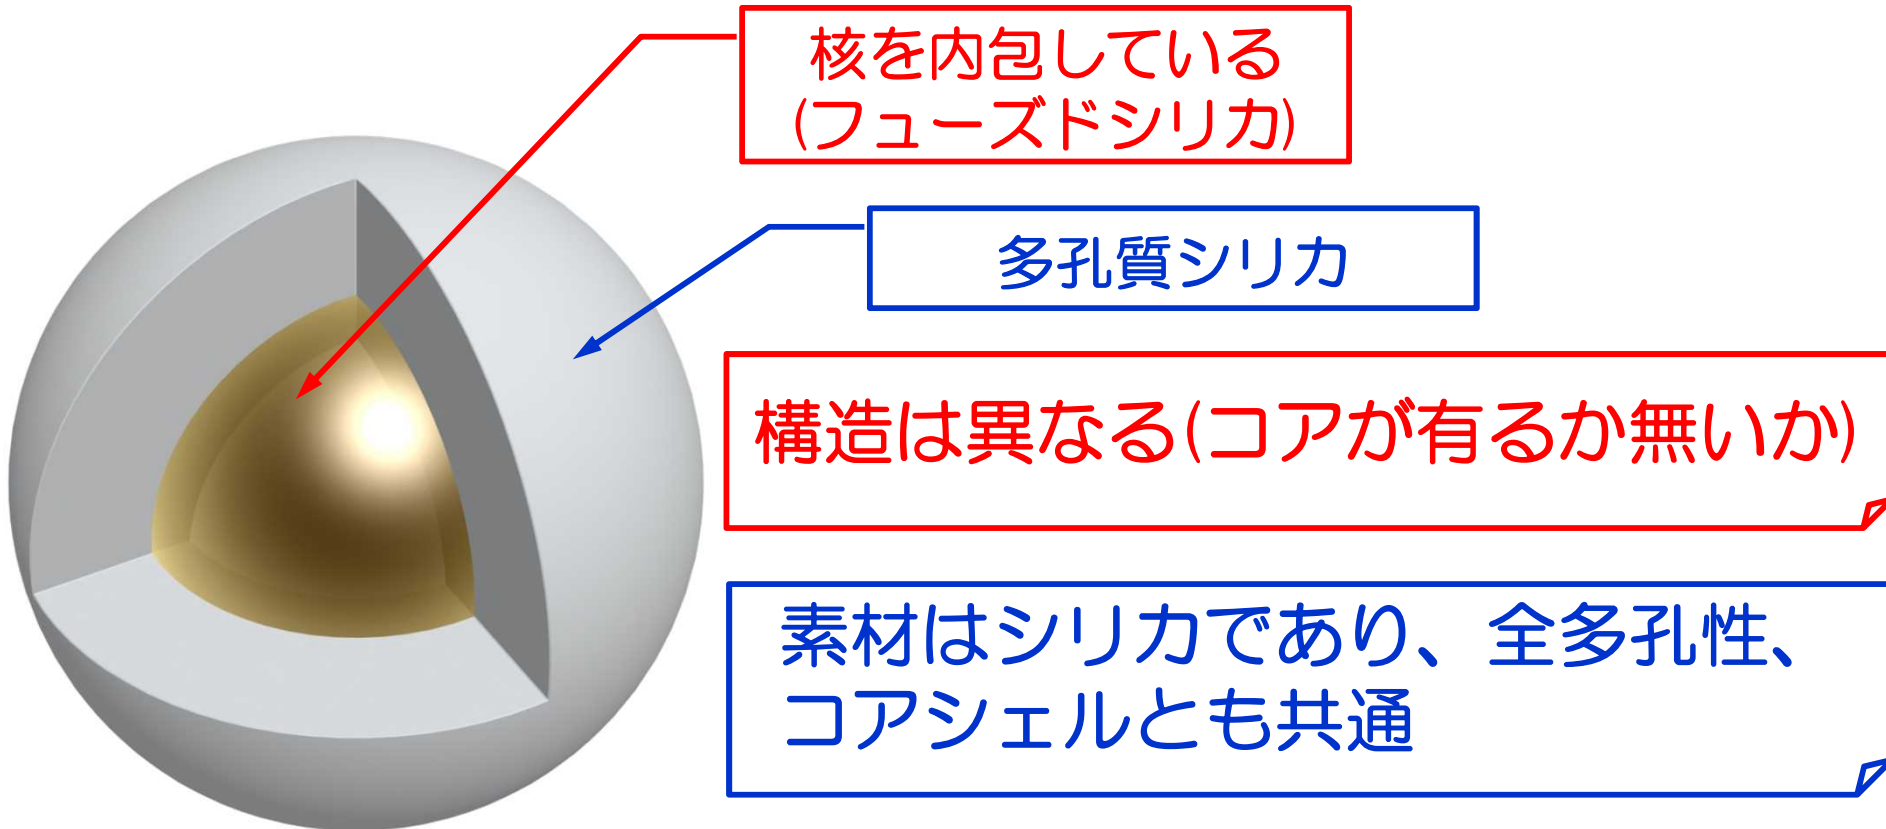 核を内包している
(フューズドシリカ)
多孔質シリカ
構造は異なる(コアが有るか無いか)
素材はシリカであり、全多孔性、
コアシェルとも共通